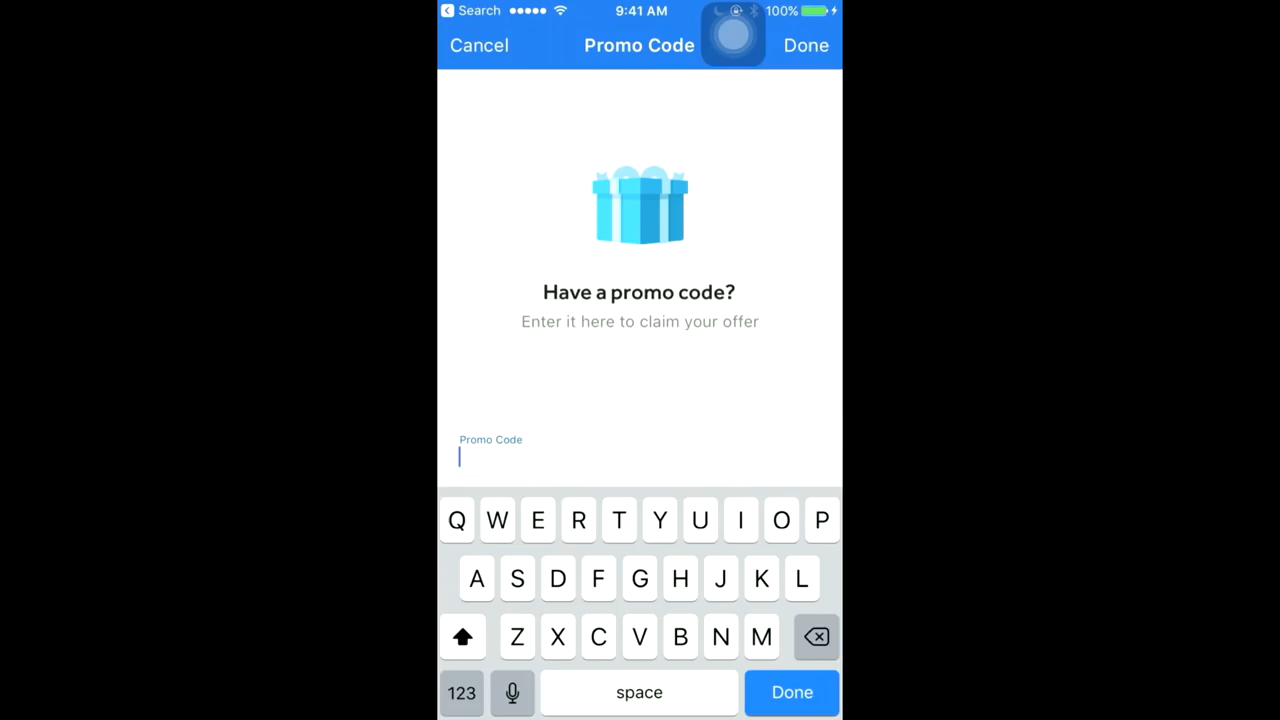 Search 9:41 AM 100%
Cancel Promo Code Done
Have a promo code?
Enter it here to claim your offer
Promo Code
Q W E R T Y U I O P
A S D F G H J K L
Z X C V B N M
123 space Done